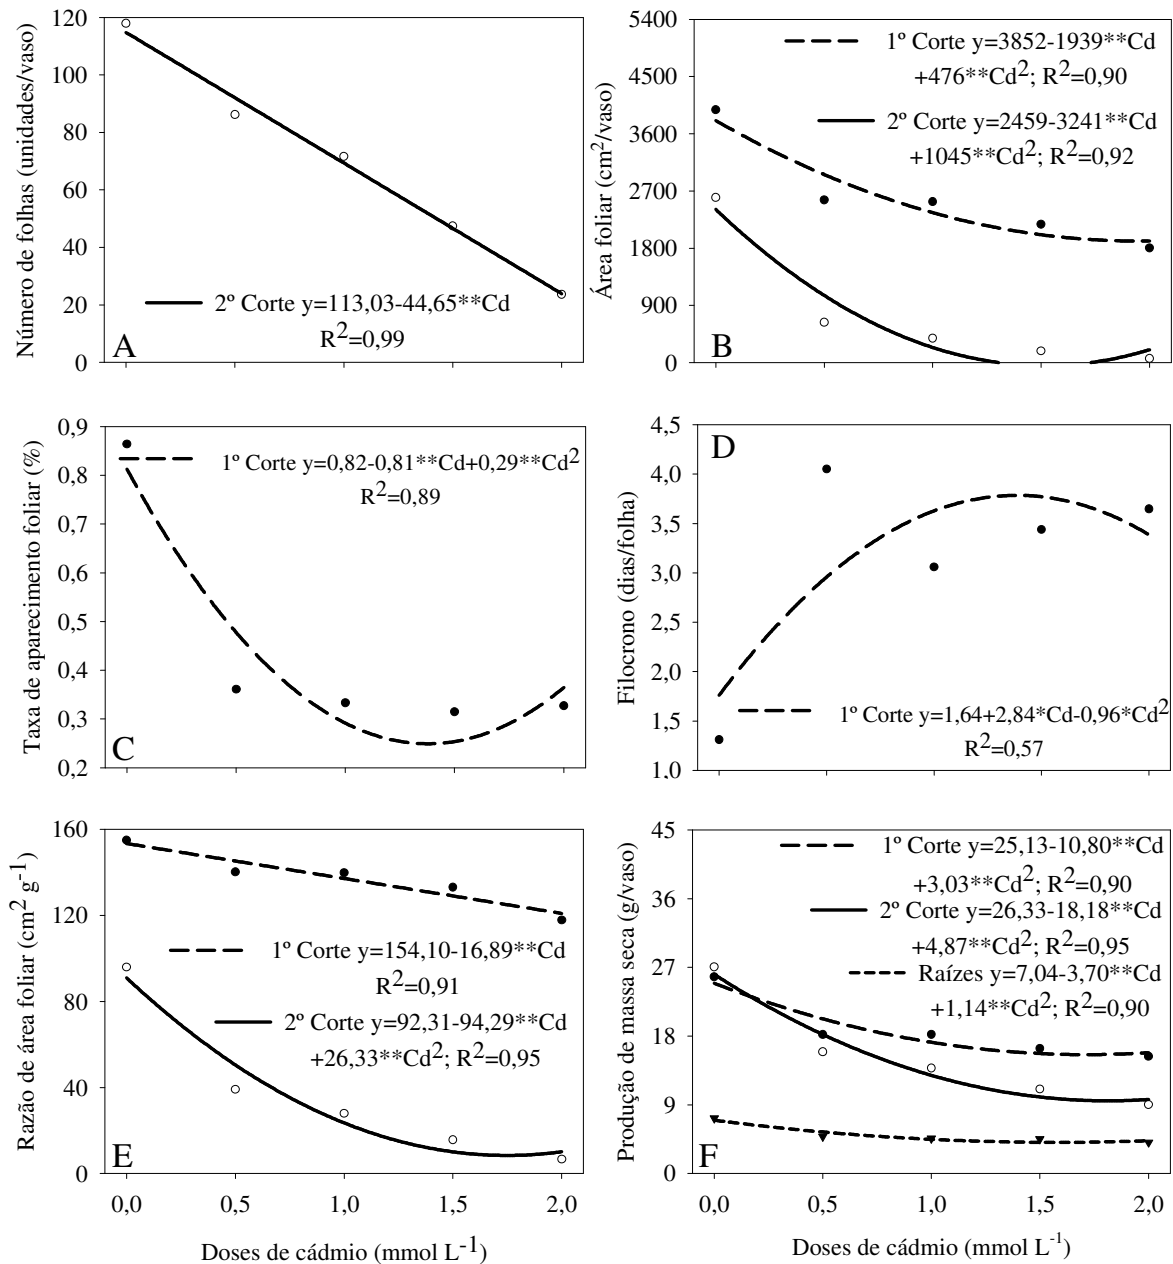 120
100
80
60
40
20
0
Número de folhas (unidades/vaso)
2º Corte y=113,03-44,65**Cd
R²=0,99
A
5400
4500
3600
2700
1800
900
0
Área foliar (cm²/vaso)
1º Corte y=3852-1939**Cd
+476**Cd²; R²=0,90
2º Corte y=2459-3241**Cd
+1045**Cd²; R²=0,92
B
0,9
0,8
0,7
0,6
0,5
0,4
0,3
0,2
Taxa de aparecimento foliar (%)
1º Corte y=0,82-0,81**Cd+0,29**Cd²
R²=0,89
C
4,5
4,0
3,5
3,0
2,5
2,0
1,5
1.0
Filocrono (dias/folha)
D
1º Corte y=1,64+2,84*Cd-0,96*Cd²
R²=0,57
160
120
80
40
0
Razão de área foliar (cm² g⁻¹)
1º Corte y=154,10-16,89**Cd
R²=0,91
2º Corte y=92,31-94,29**Cd
+26,33**Cd²; R²=0,95
E
0,0 0,5 1,0 1,5 2,0
Doses de cádmio (mmol L⁻¹)
45
36
27
18
9
0
Produção de massa seca (g/vaso)
1º Corte y=25,13-10,80**Cd
+3,03**Cd²; R²=0,90
2º Corte y=26,33-18,18**Cd
+4,87**Cd²; R²=0,95
Raízes y=7,04-3,70**Cd
+1,14**Cd²; R²=0,90
F
0,0 0,5 1,0 1,5 2,0
Doses de cádmio (mmol L⁻¹)